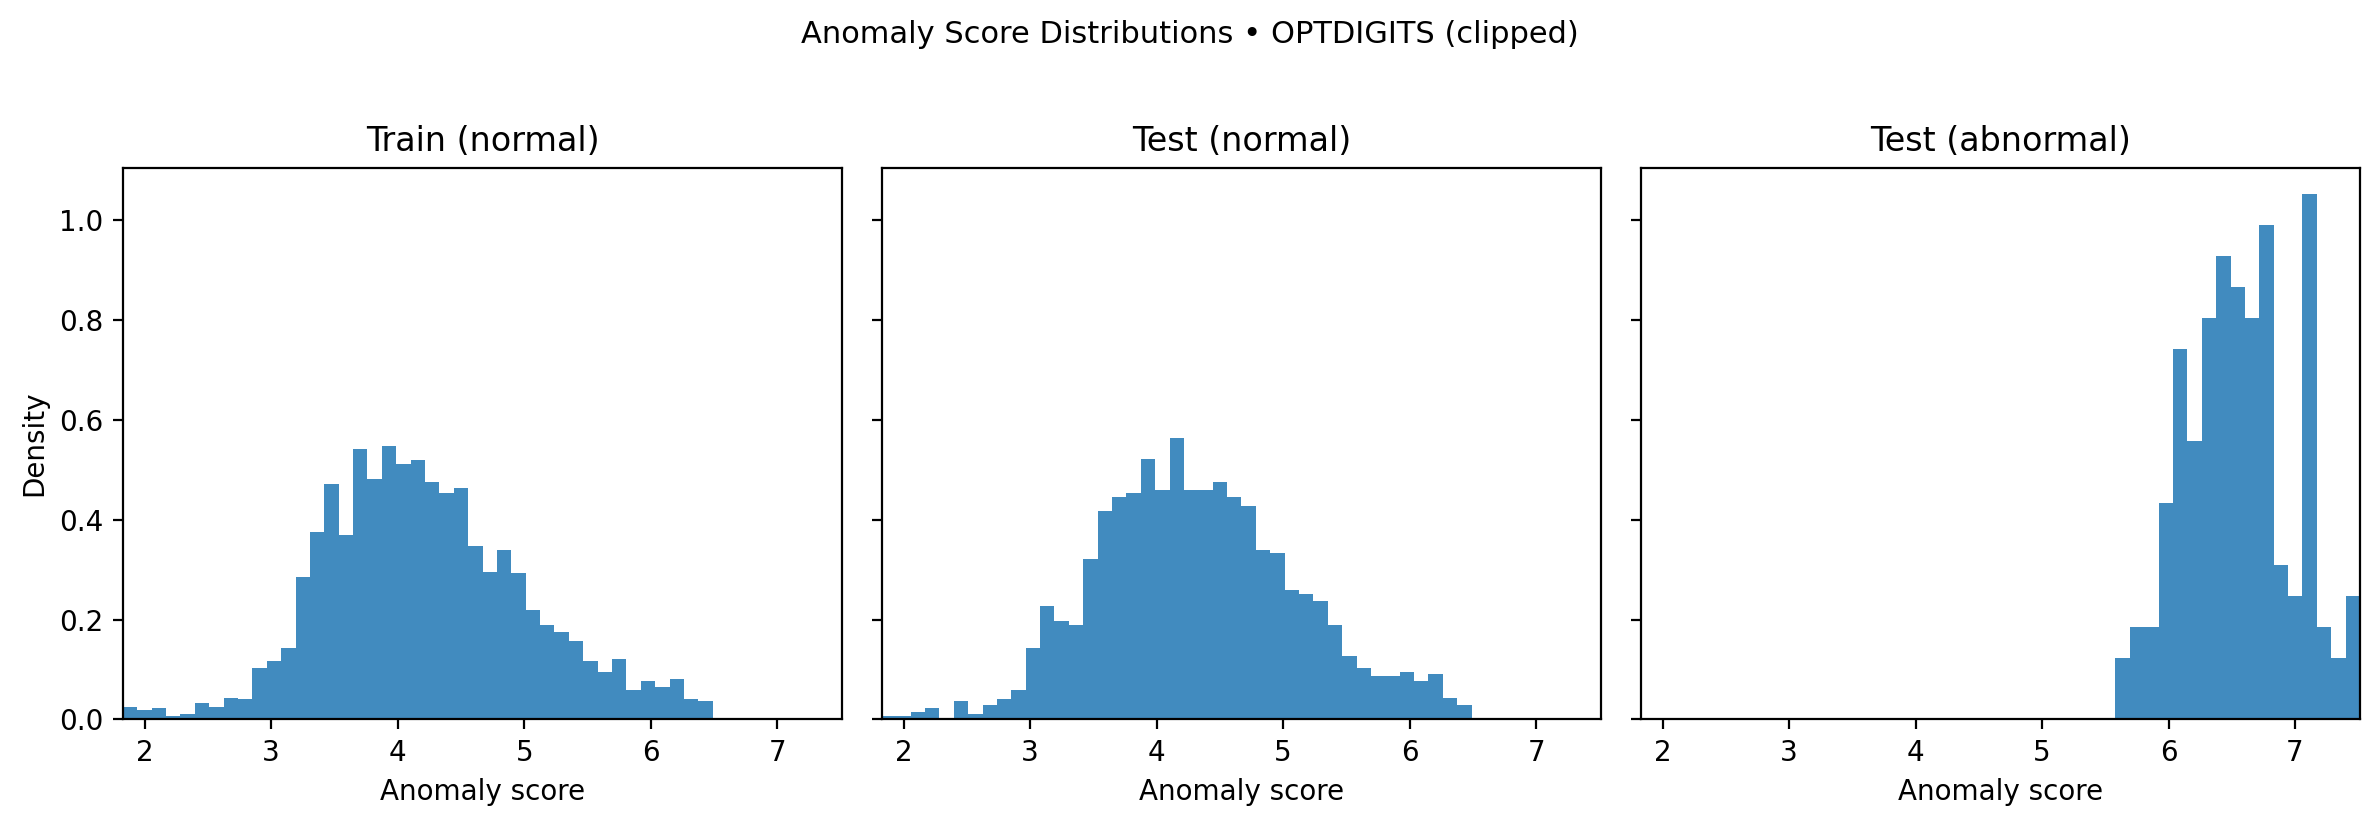 Anomaly Score Distributions • OPTDIGITS (clipped)
Train (normal)
Test (normal)
Test (abnormal)
Density
1.0
0.8
0.6
0.4
0.2
0.0
2 3 4 5 6 7
2 3 4 5 6 7
2 3 4 5 6 7
Anomaly score
Anomaly score
Anomaly score